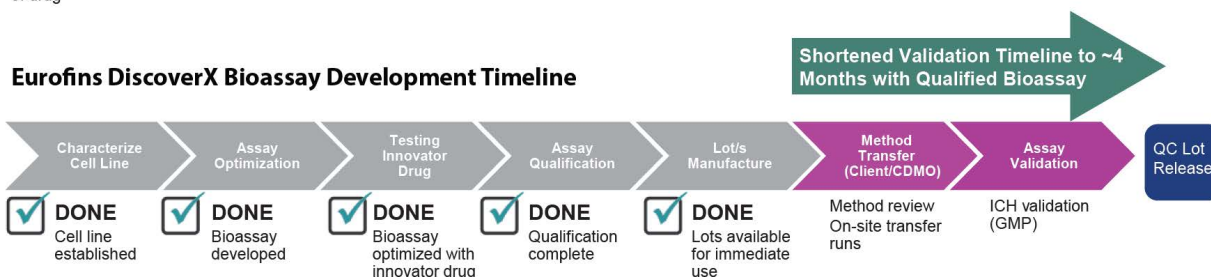 Shortened Validation Timeline to ~4
Months with Qualified Bioassay
Eurofins DiscoverX Bioassay Development Timeline
Characterize
Cell Line
Assay
Optimization
Testing
Innovator
Drug
Assay
Qualification
Lot/s
Manufacture
Method
Transfer
(Client/CDMO)
Assay
Validation
QC Lot
Release
DONE
Cell line
established
DONE
Bioassay
developed
DONE
Bioassay
optimized with
innovator drug
DONE
Qualification
complete
DONE
Lots available
for immediate
use
Method review
On-site transfer
runs
ICH validation
(GMP)